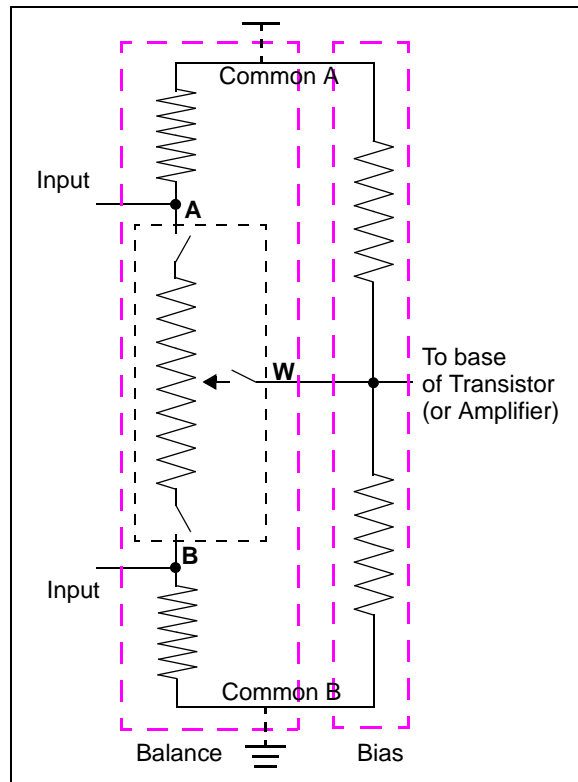 Common A
Input
A
W
To base
of Transistor
(or Amplifier)
B
Input
Common B
Balance
Bias